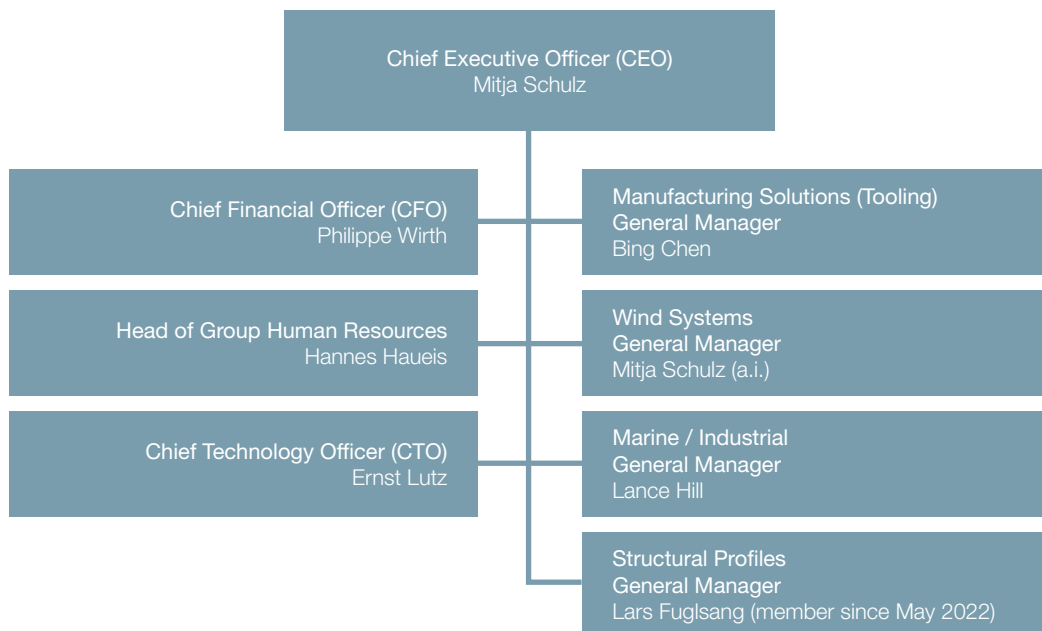 Chief Executive Officer (CEO)
Mitja Schulz
Chief Financial Officer (CFO)
Philippe Wirth
Manufacturing Solutions (Tooling)
General Manager
Bing Chen
Head of Group Human Resources
Hannes Haueis
Wind Systems
General Manager
Mitja Schulz (a.i.)
Chief Technology Officer (CTO)
Ernst Lutz
Marine / Industrial
General Manager
Lance Hill
Structural Profiles
General Manager
Lars Fuglsang (member since May 2022)